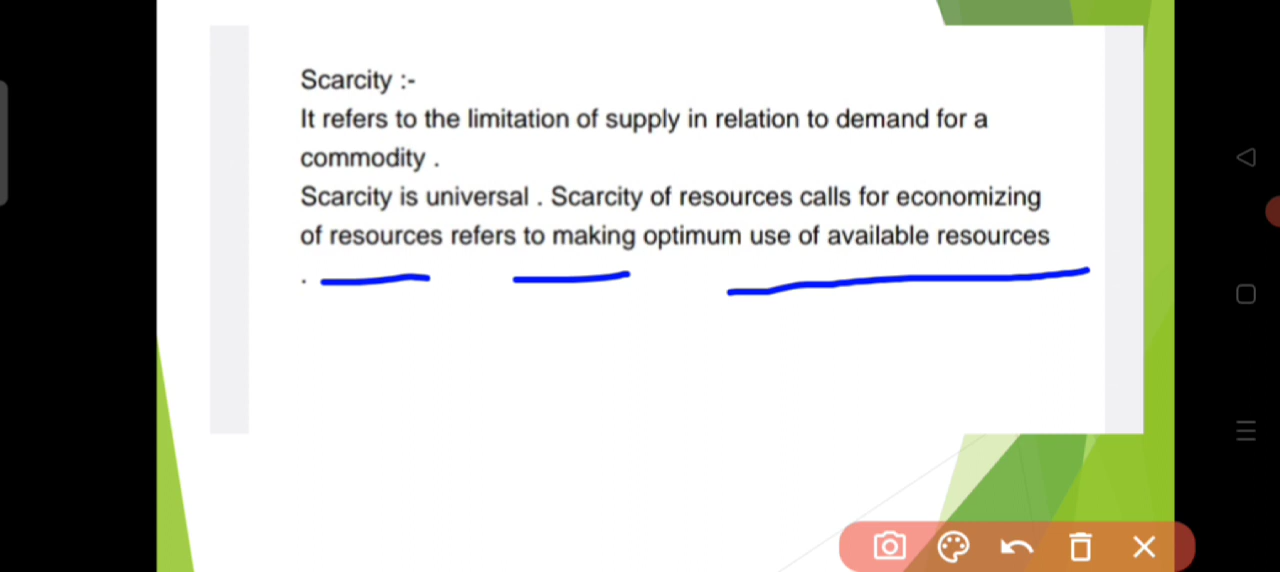 Scarcity :-
It refers to the limitation of supply in relation to demand for a
commodity .
Scarcity is universal . Scarcity of resources calls for economizing
of resources refers to making optimum use of available resources
.